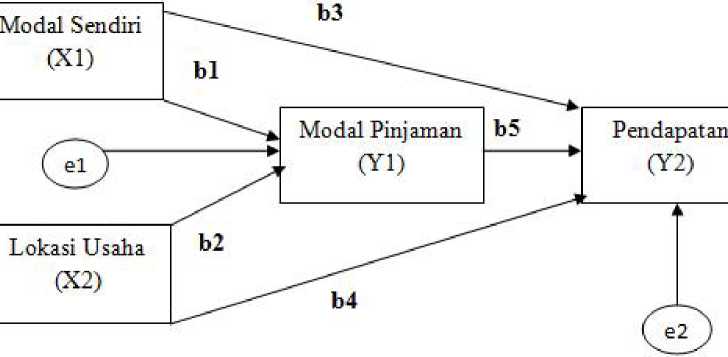 Modal Sendiri
(X1)
b3
b1
Modal Pinjaman
(Y1)
b5
Pendapatan
(Y2)
e1
Lokasi Usaha
(X2)
b2
b4
e2